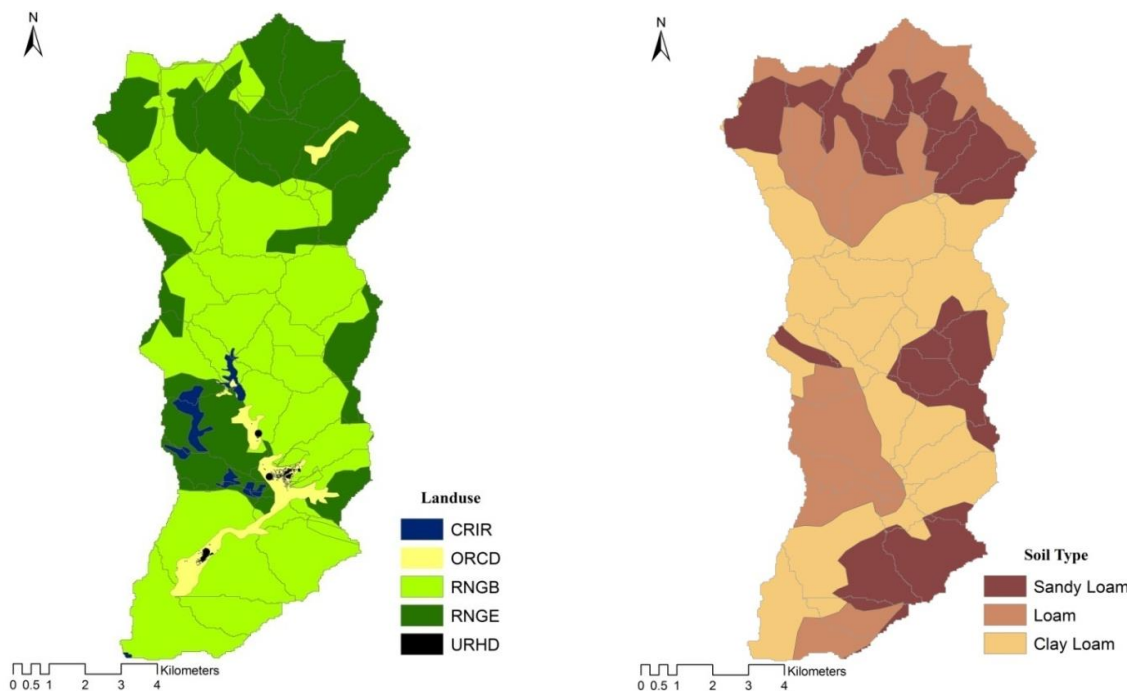 N
Landuse
CRIR
ORCD
RNGB
RNGE
URHD
Kilometers
0 0.5 1 2 3 4
N
Soil Type
Sandy Loam
Loam
Clay Loam
Kilometers
0 0.5 1 2 3 4